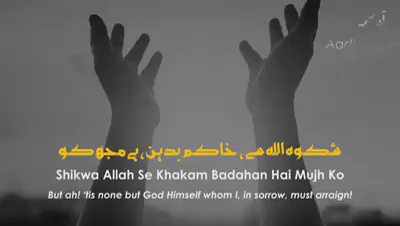 شکوہ اللہ سے، خاکم بدہن، ہے مجھ کو
Shikwa Allah Se Khakam Badahan Hai Mujh Ko
But ah! 'tis none but God Himself whom I, in sorrow, must arraign!